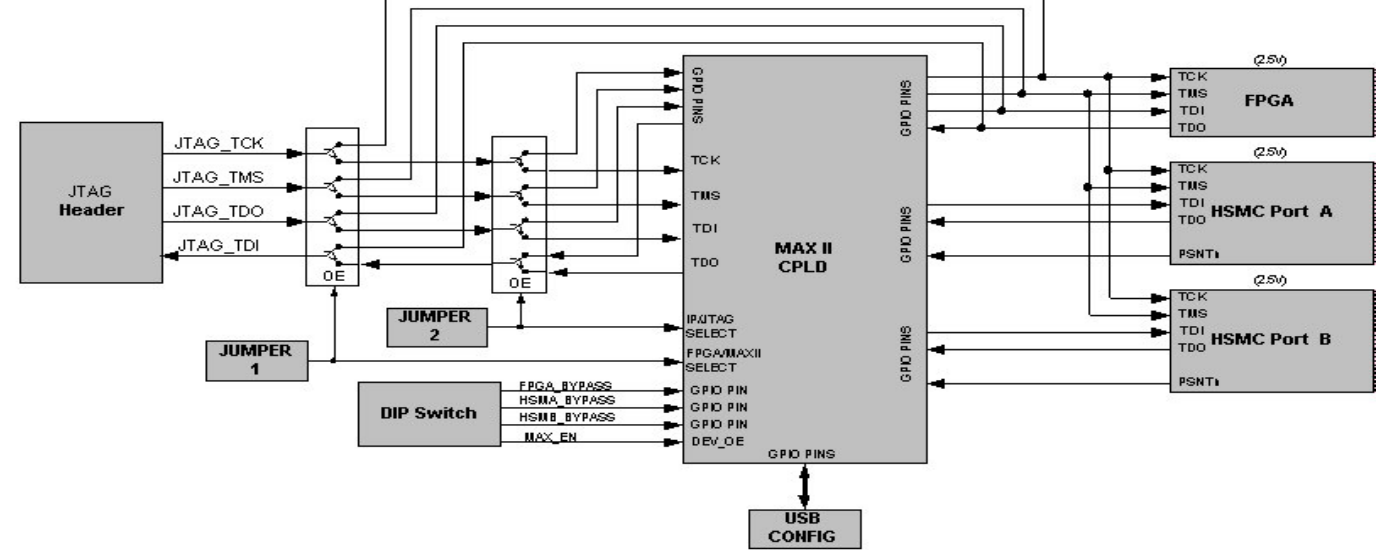 JTAG
Header
JTAG_TCK
JTAG_TMS
JTAG_TDO
JTAG_TDI
OE
OE
JUMPER
1
JUMPER
2
DIP Switch
FPGA_BYPASS
HSMA_BYPASS
HSMB_BYPASS
MAX_EN
GPIO PINS
TCK
TMS
TDI
TDO
IP/JTAG
SELECT
FPGA/MAXII
SELECT
GPIO PIN
GPIO PIN
GPIO PIN
DEV_OE
MAX II
CPLD
GPIO PINS
GPIO PINS
GPIO PINS
GPIO PINS
USB
CONFIG
(2.5V)
TCK
TMS
TDI
TDO
FPGA
(2.5V)
TCK
TMS
TDI
TDO
HSMC Port A
PSNTn
(2.5V)
TCK
TMS
TDI
TDO
HSMC Port B
PSNTn